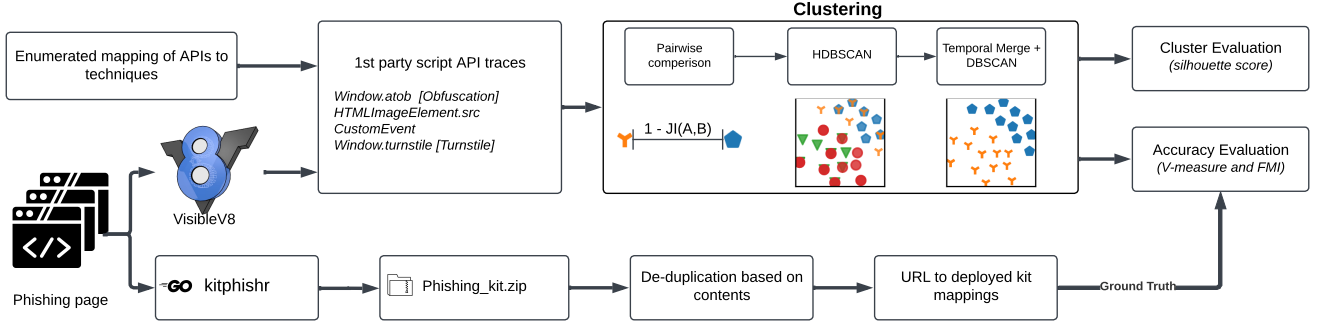 Clustering
Enumerated mapping of APIs to
techniques
1st party script API traces
Window.atob [Obfuscation]
HTMLImageElement.src
CustomEvent
Window.turnstile [Turnstile]
Pairwise
comparison
HDBSCAN
Temporal Merge +
DBSCAN
1 - JI(A,B)
Cluster Evaluation
(silhouette score)
Accuracy Evaluation
(V-measure and FMI)
VisibleV8
Phishing page
GO
kitphishr
Phishing_kit.zip
De-duplication based on
contents
URL to deployed kit
mappings
Ground Truth